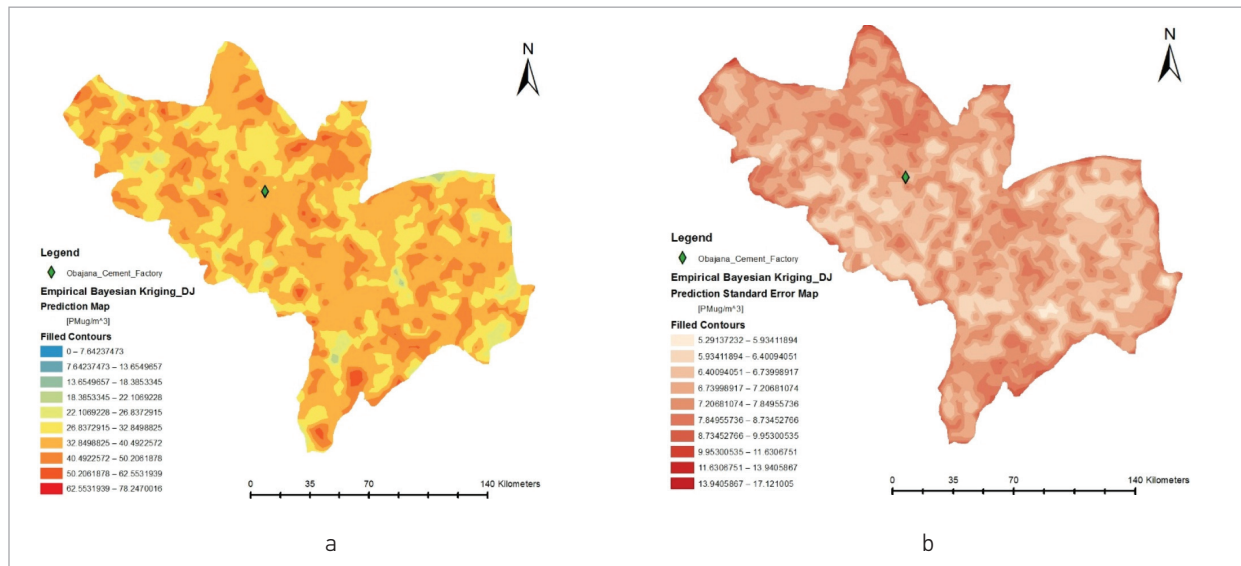 N
Legend
Obajana_Cement_Factory
Empirical Bayesian Kriging_DJ
Prediction Map
[PMug/m^3]
Filled Contours
0 – 7.64237473
7.64237473 – 13.6549657
13.6549657 – 18.3853345
18.3853345 – 22.1069228
22.1069228 – 26.8372915
26.8372915 – 32.8498825
32.8498825 – 40.4922572
40.4922572 – 50.2061878
50.2061878 – 62.5531939
62.5531939 – 78.2470016
0 35 70 140 Kilometers
a
N
Legend
Obajana_Cement_Factory
Empirical Bayesian Kriging_DJ
Prediction Standard Error Map
[PMug/m^3]
Filled Contours
5.29137232 – 5.93411894
5.93411894 – 6.40094051
6.40094051 – 6.73998917
6.73998917 – 7.20681074
7.20681074 – 7.84955736
7.84955736 – 8.73452766
8.73452766 – 9.95300535
9.95300535 – 11.6306751
11.6306751 – 13.9405867
13.9405867 – 17.121005
0 35 70 140 Kilometers
b